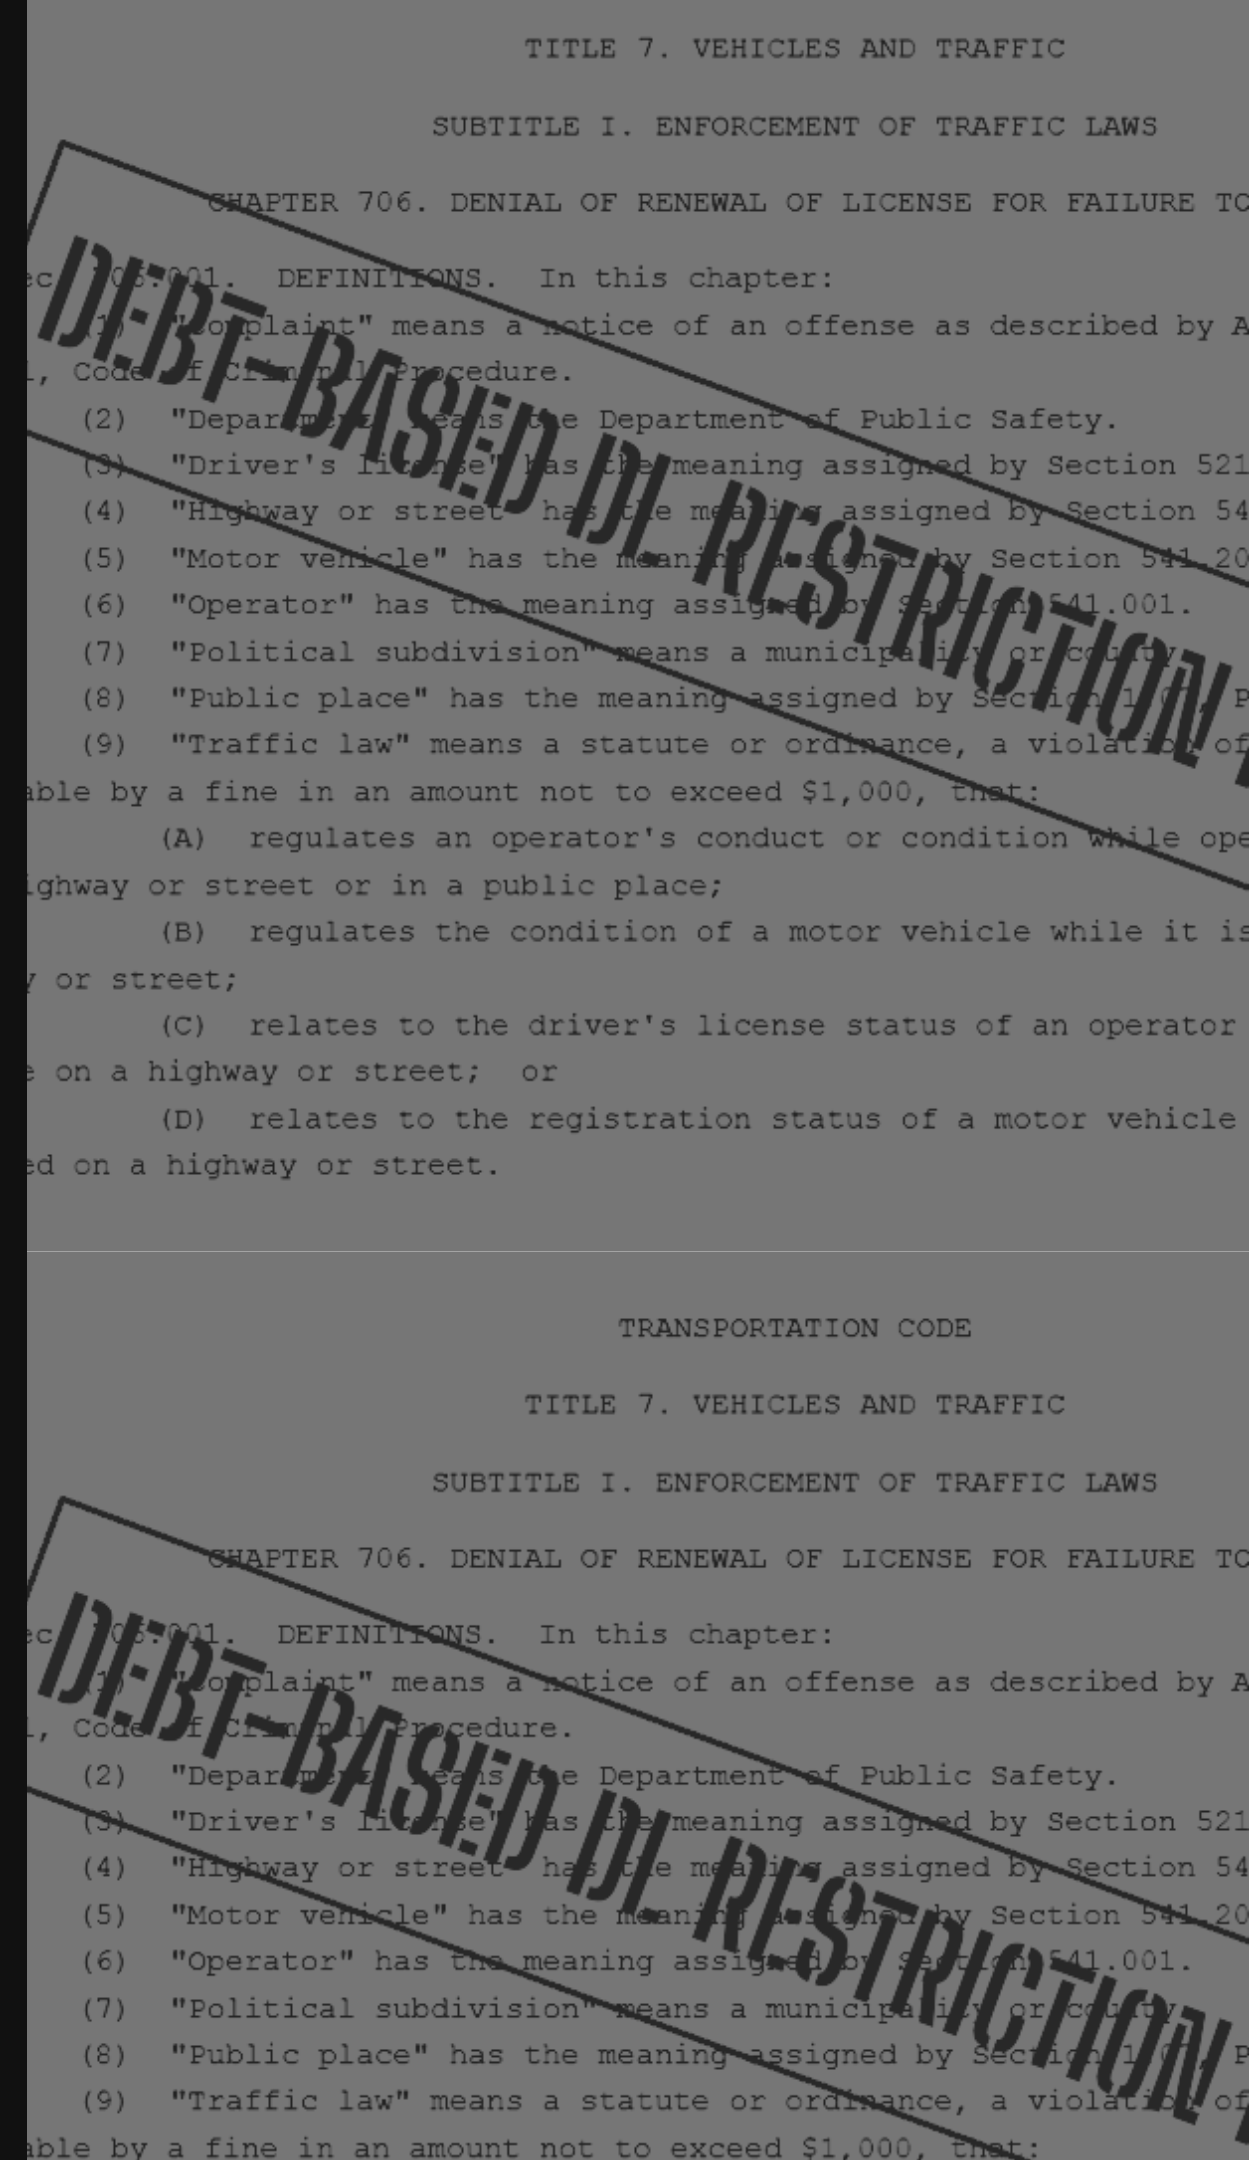 TITLE 7. VEHICLES AND TRAFFIC
SUBTITLE I. ENFORCEMENT OF TRAFFIC LAWS
CHAPTER 706. DENIAL OF RENEWAL OF LICENSE FOR FAILURE TO
DEFINITIONS. In this chapter:
(1) "Complaint" means a notice of an offense as described by
Code of Criminal Procedure.
(2) "Department" means the Department of Public Safety.
(3) "Driver's license" has the meaning assigned by Section 521
(4) "Highway or street" has the meaning assigned by Section 54
(5) "Motor vehicle" has the meaning assigned by Section 541.20
(6) "Operator" has the meaning assigned by Section 541.001.
(7) "Political subdivision" means a municipality or county.
(8) "Public place" has the meaning assigned by Section
(9) "Traffic law" means a statute or ordinance, a violation of
able by a fine in an amount not to exceed $1,000, that:
(A) regulates an operator's conduct or condition while ope
ighway or street or in a public place;
(B) regulates the condition of a motor vehicle while it is
y or street;
(C) relates to the driver's license status of an operator
e on a highway or street; or
(D) relates to the registration status of a motor vehicle
ed on a highway or street.
DEBT-BASED DL RESTRICTION
TRANSPORTATION CODE
TITLE 7. VEHICLES AND TRAFFIC
SUBTITLE I. ENFORCEMENT OF TRAFFIC LAWS
CHAPTER 706. DENIAL OF RENEWAL OF LICENSE FOR FAILURE TO
DEFINITIONS. In this chapter:
(1) "Complaint" means a notice of an offense as described by
Code of Criminal Procedure.
(2) "Department" means the Department of Public Safety.
(3) "Driver's license" has the meaning assigned by Section 521
(4) "Highway or street" has the meaning assigned by Section 54
(5) "Motor vehicle" has the meaning assigned by Section 541.20
(6) "Operator" has the meaning assigned by Section 541.001.
(7) "Political subdivision" means a municipality or county.
(8) "Public place" has the meaning assigned by Section
(9) "Traffic law" means a statute or ordinance, a violation of
able by a fine in an amount not to exceed $1,000, that:
DEBT-BASED DL RESTRICTION